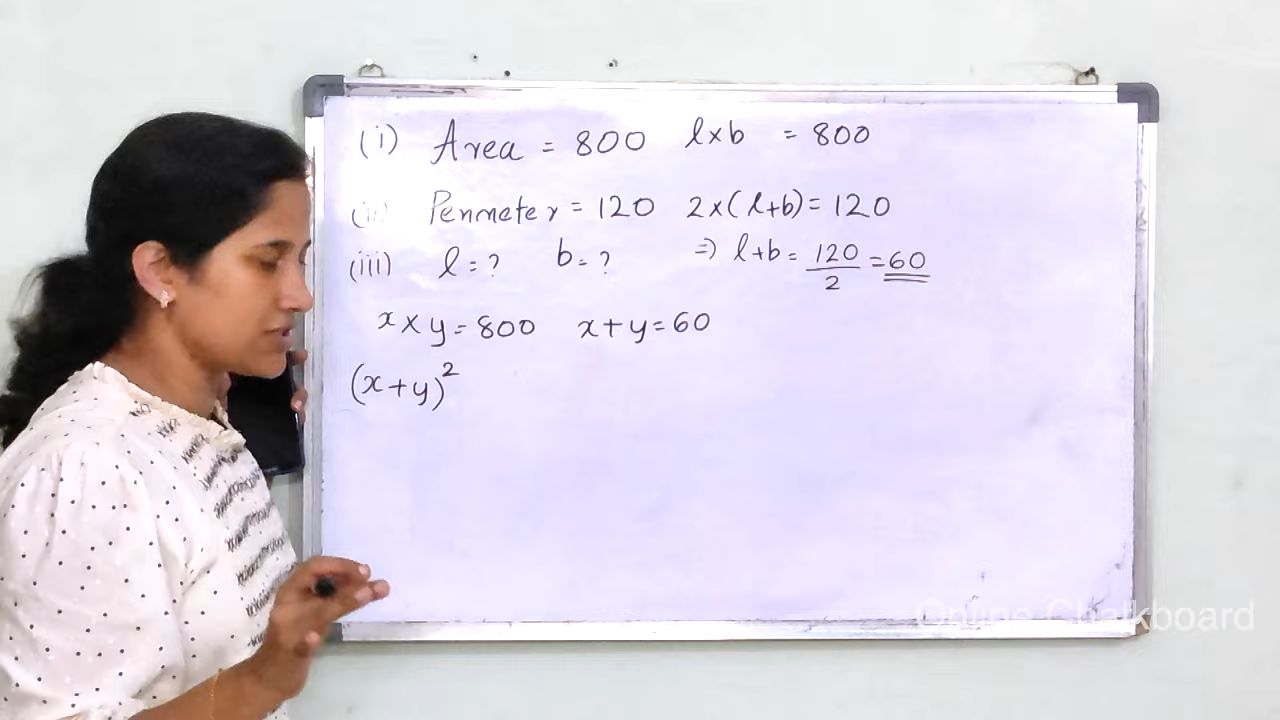 (i) Area = 800 l×b = 800
(ii) Perimeter = 120 2×(l+b) = 120
(iii) l = ? b = ? ⇒ l+b = 120/2 = 60
x × y = 800 x + y = 60
(x+y)²
Online Chalkboard